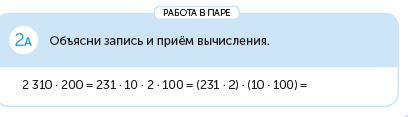 РАБОТА В ПАРЕ
2А Объясни запись и приём вычисления.
2 310 · 200 = 231 · 10 · 2 · 100 = (231 · 2) · (10 · 100) =